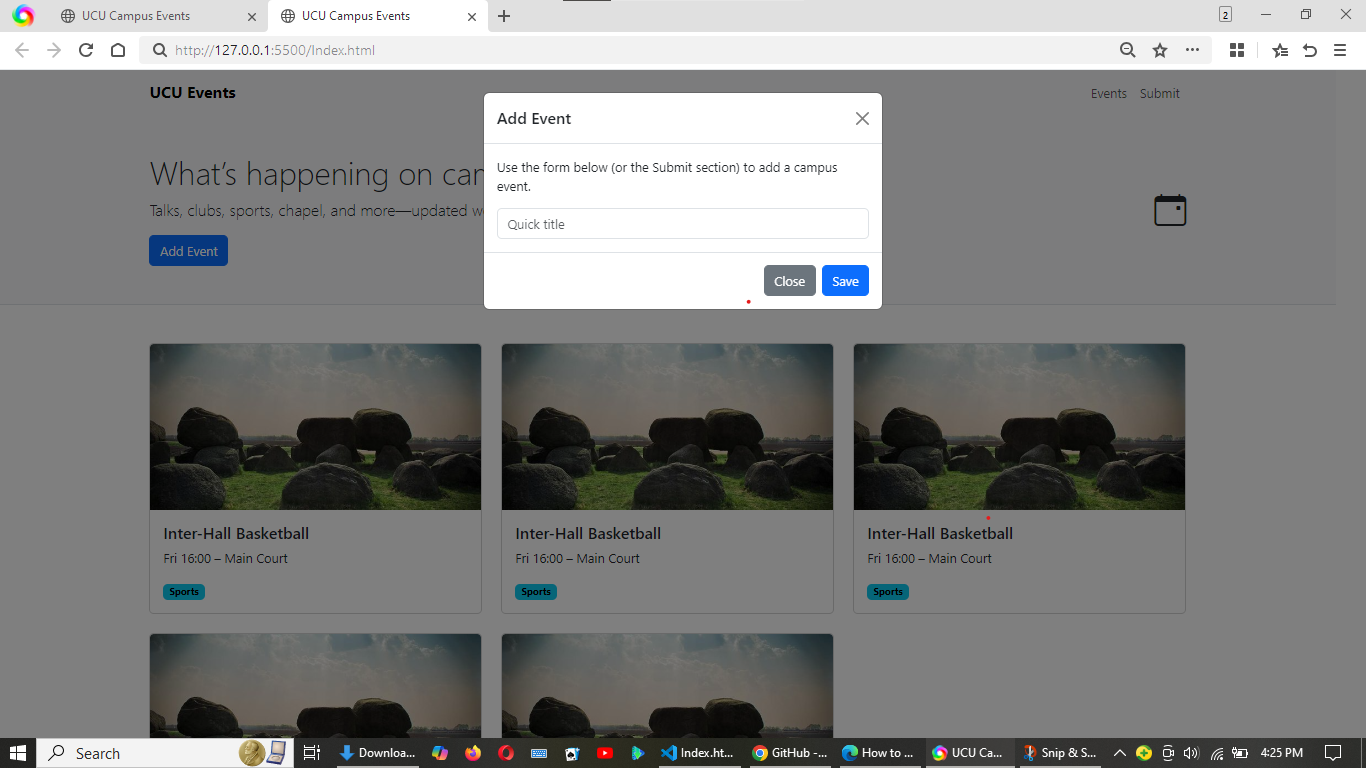 UCU Campus Events
UCU Campus Events
2
http://127.0.0.1:5500/Index.html
UCU Events
Events
Submit
Add Event
Use the form below (or the Submit section) to add a campus
event.
Quick title
Close
Save
What’s happening on cam
Talks, clubs, sports, chapel, and more—updated w
Add Event
Inter-Hall Basketball
Fri 16:00 – Main Court
Sports
Inter-Hall Basketball
Fri 16:00 – Main Court
Sports
Inter-Hall Basketball
Fri 16:00 – Main Court
Sports
Search
Downloa...
Index.ht...
GitHub -...
How to ...
UCU Ca...
Snip & S...
4:25 PM